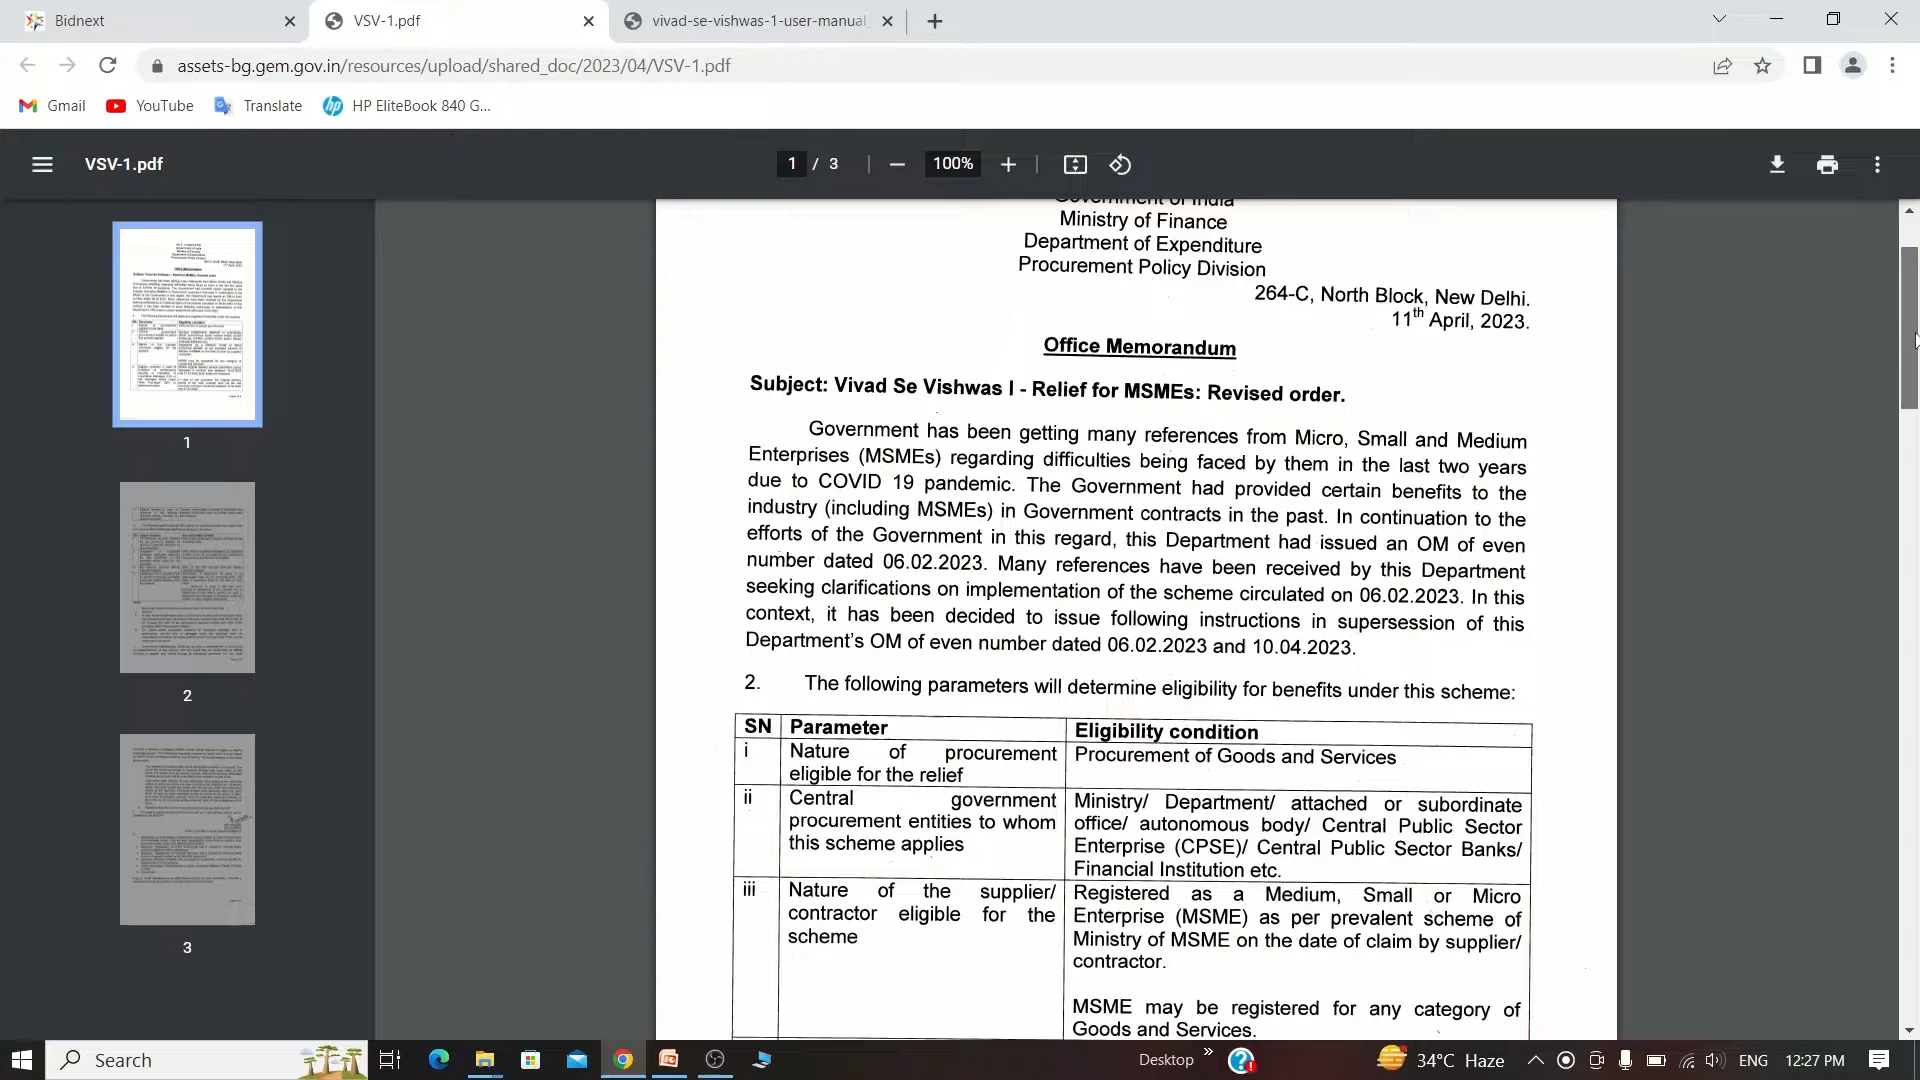 Bidnext
VSV-1.pdf
vivad-se-vishwas-1-user-manual
assets-bg.gem.gov.in/resources/upload/shared_doc/2023/04/VSV-1.pdf
Gmail
YouTube
Translate
HP EliteBook 840 G...
VSV-1.pdf
1 / 3
100%
Government of India
Ministry of Finance
Department of Expenditure
Procurement Policy Division
264-C, North Block, New Delhi.
11th April, 2023.
Office Memorandum
Subject: Vivad Se Vishwas I - Relief for MSMEs: Revised order.
Government has been getting many references from Micro, Small and Medium
Enterprises (MSMEs) regarding difficulties being faced by them in the last two years
due to COVID 19 pandemic. The Government had provided certain benefits to the
industry (including MSMEs) in Government contracts in the past. In continuation to the
efforts of the Government in this regard, this Department had issued an OM of even
number dated 06.02.2023. Many references have been received by this Department
seeking clarifications on implementation of the scheme circulated on 06.02.2023. In this
context, it has been decided to issue following instructions in supersession of this
Department's OM of even number dated 06.02.2023 and 10.04.2023.
2. The following parameters will determine eligibility for benefits under this scheme:
SN Parameter Eligibility condition
i Nature of procurement Procurement of Goods and Services
eligible for the relief
ii Central government Ministry/ Department/ attached or subordinate
procurement entities to whom office/ autonomous body/ Central Public Sector
this scheme applies Enterprise (CPSE)/ Central Public Sector Banks/
Financial Institution etc.
iii Nature of the supplier/ Registered as a Medium, Small or Micro
contractor eligible for the Enterprise (MSME) as per prevalent scheme of
scheme Ministry of MSME on the date of claim by supplier/
contractor.
MSME may be registered for any category of
Goods and Services.
1
2
3
Search
Desktop
34°C Haze
ENG
12:27 PM